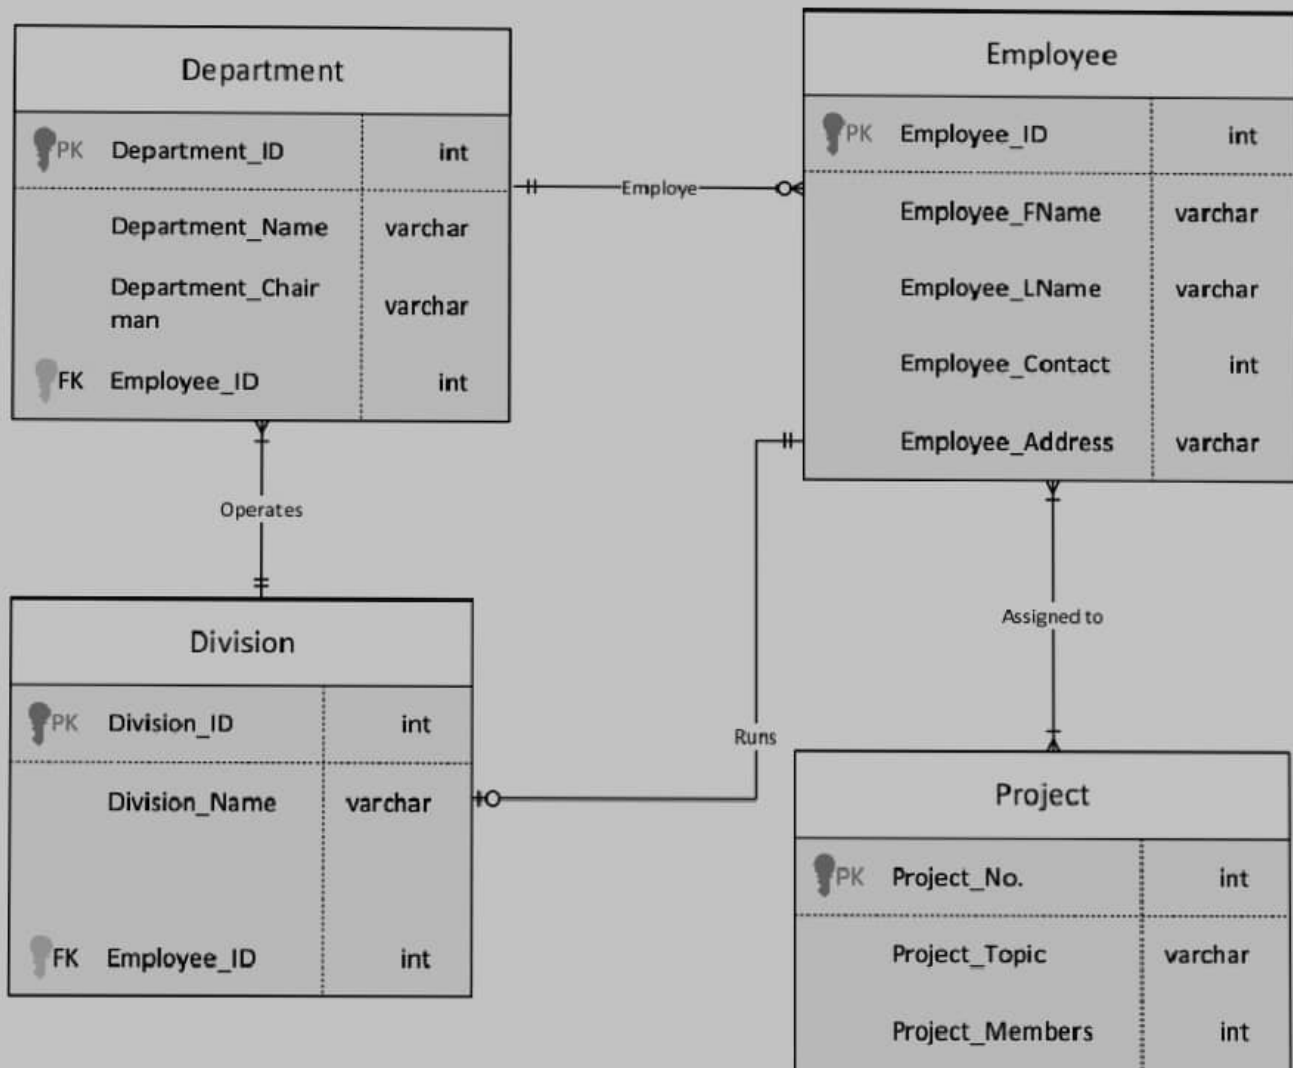 Department
PK Department_ID int
Department_Name varchar
Department_Chair
man varchar
FK Employee_ID int
Employe
Employee
PK Employee_ID int
Employee_FName varchar
Employee_LName varchar
Employee_Contact int
Employee_Address varchar
Operates
Division
PK Division_ID int
Division_Name varchar
FK Employee_ID int
Runs
Assigned to
Project
PK Project_No. int
Project_Topic varchar
Project_Members int